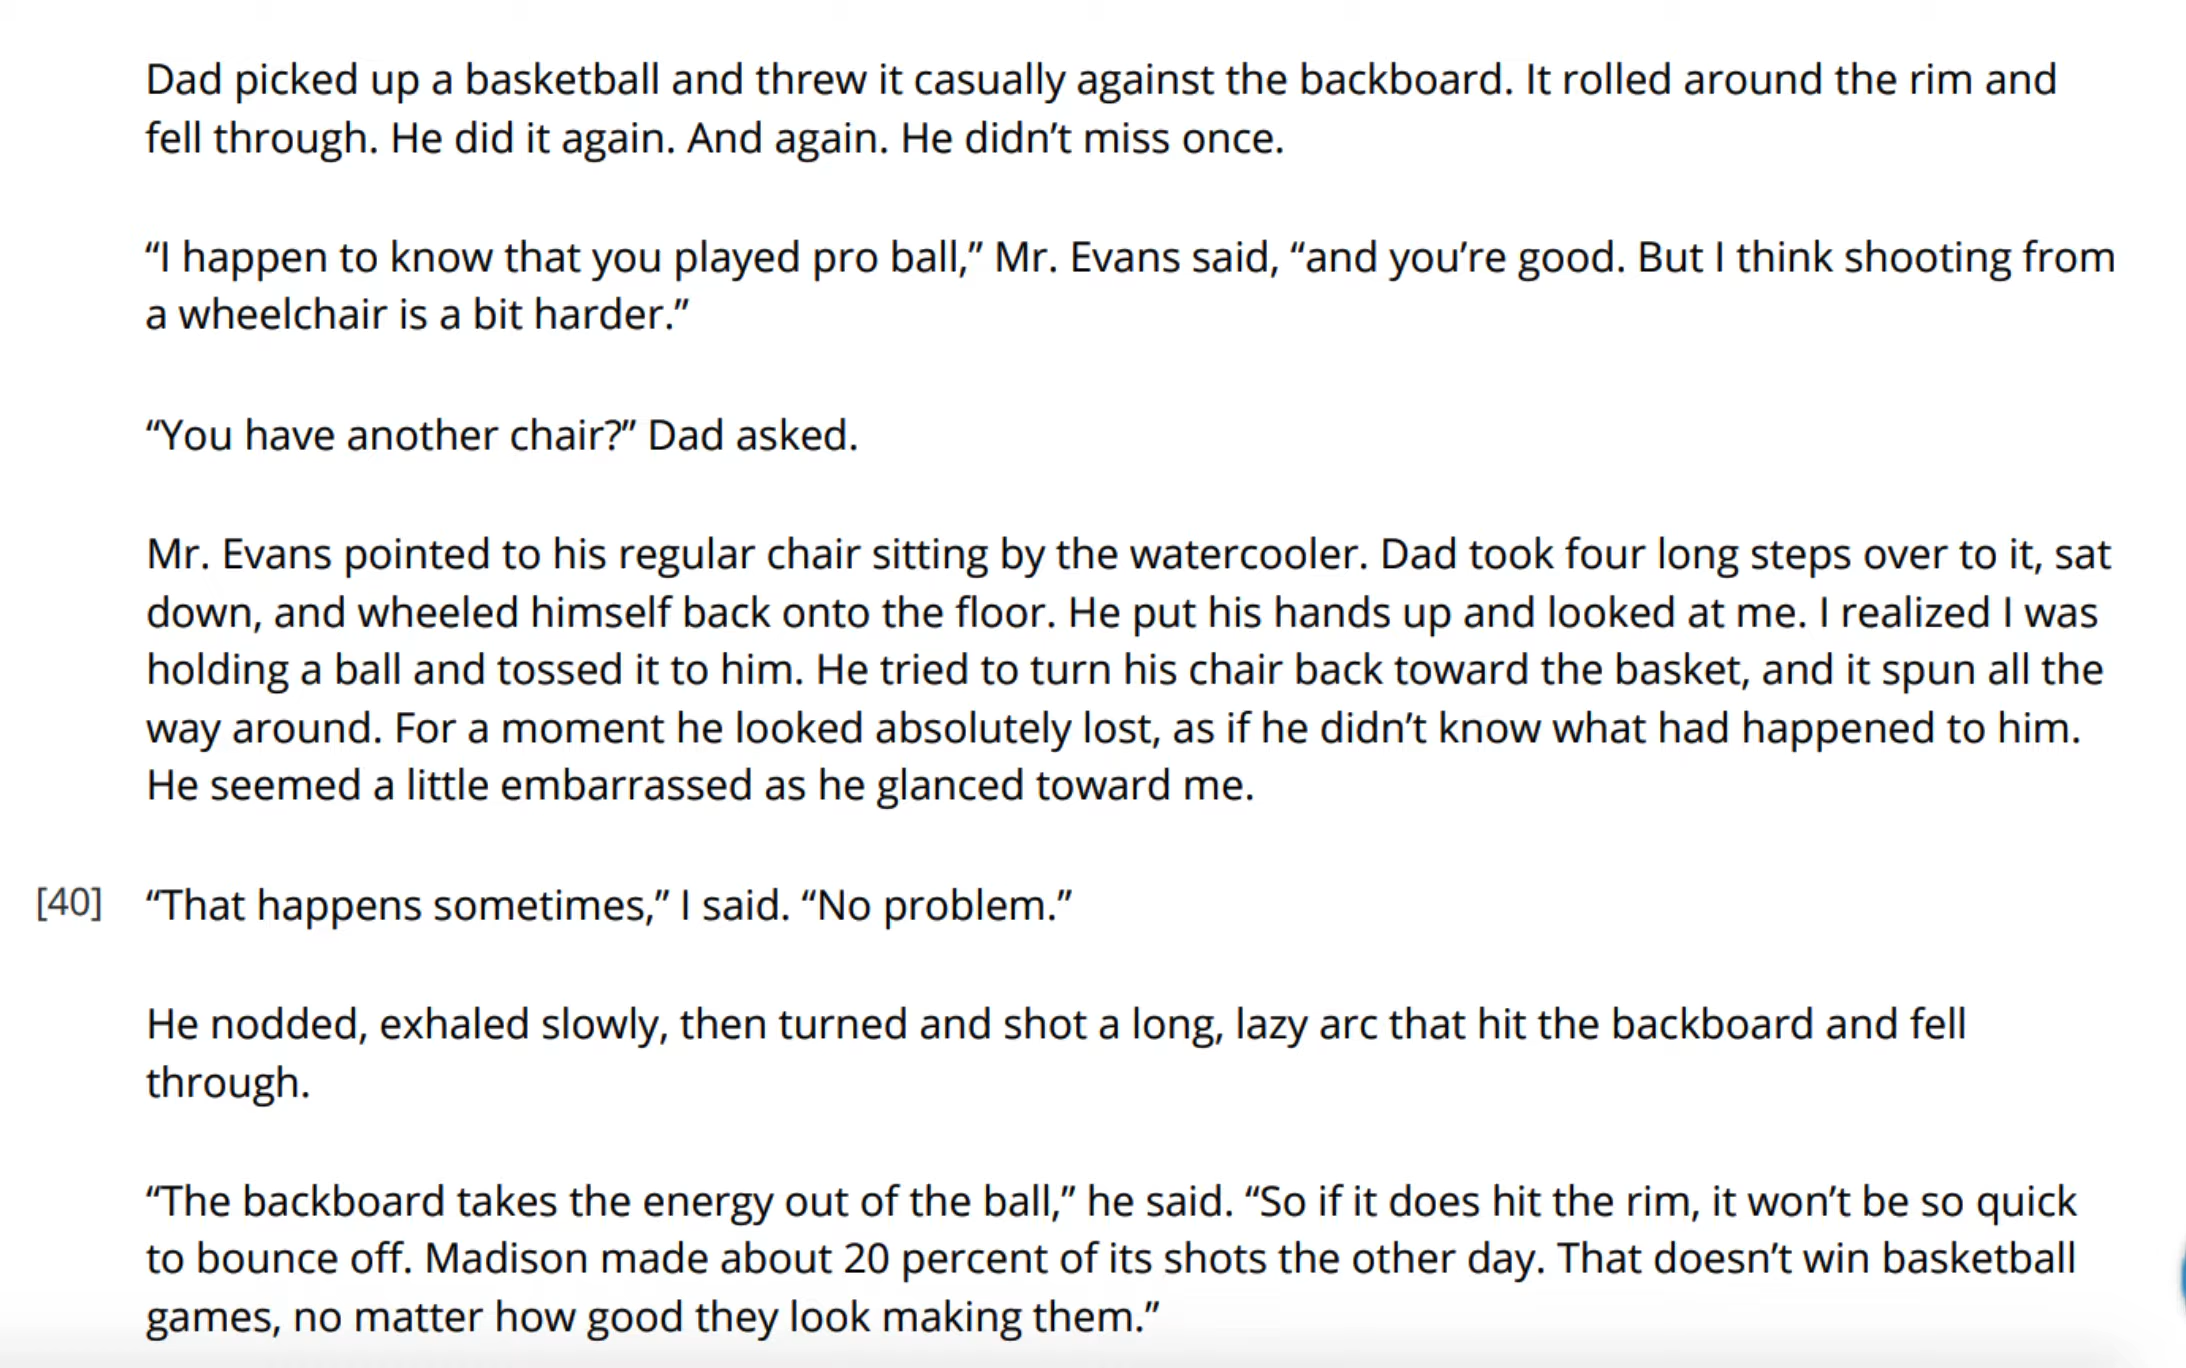 Dad picked up a basketball and threw it casually against the backboard. It rolled around the rim and
fell through. He did it again. And again. He didn’t miss once.
“I happen to know that you played pro ball,” Mr. Evans said, “and you’re good. But I think shooting from
a wheelchair is a bit harder.”
“You have another chair?” Dad asked.
Mr. Evans pointed to his regular chair sitting by the watercooler. Dad took four long steps over to it, sat
down, and wheeled himself back onto the floor. He put his hands up and looked at me. I realized I was
holding a ball and tossed it to him. He tried to turn his chair back toward the basket, and it spun all the
way around. For a moment he looked absolutely lost, as if he didn’t know what had happened to him.
He seemed a little embarrassed as he glanced toward me.
[40] “That happens sometimes,” I said. “No problem.”
He nodded, exhaled slowly, then turned and shot a long, lazy arc that hit the backboard and fell
through.
“The backboard takes the energy out of the ball,” he said. “So if it does hit the rim, it won’t be so quick
to bounce off. Madison made about 20 percent of its shots the other day. That doesn’t win basketball
games, no matter how good they look making them.”